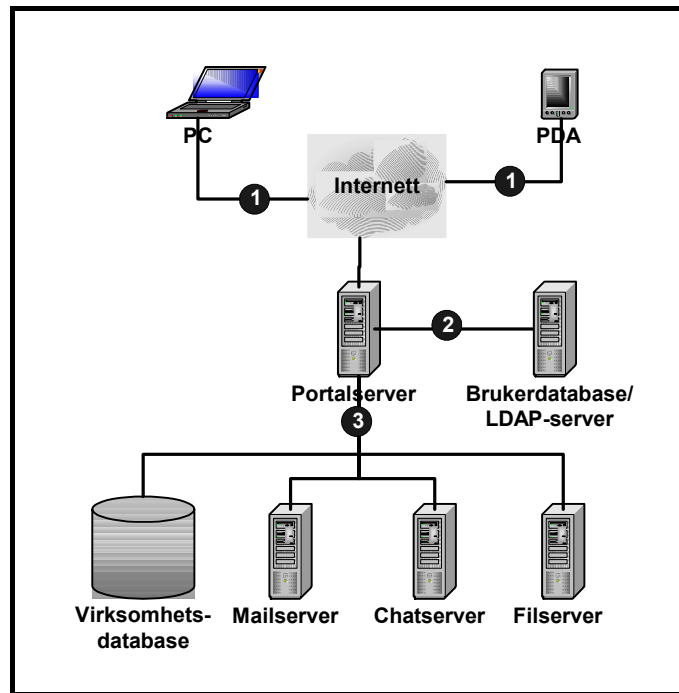 PC
PDA
Internett
1
1
2
Portalserver
Brukerdatabase/
LDAP-server
3
Virksomhets-
database
Mailserver
Chatserver
Filserver